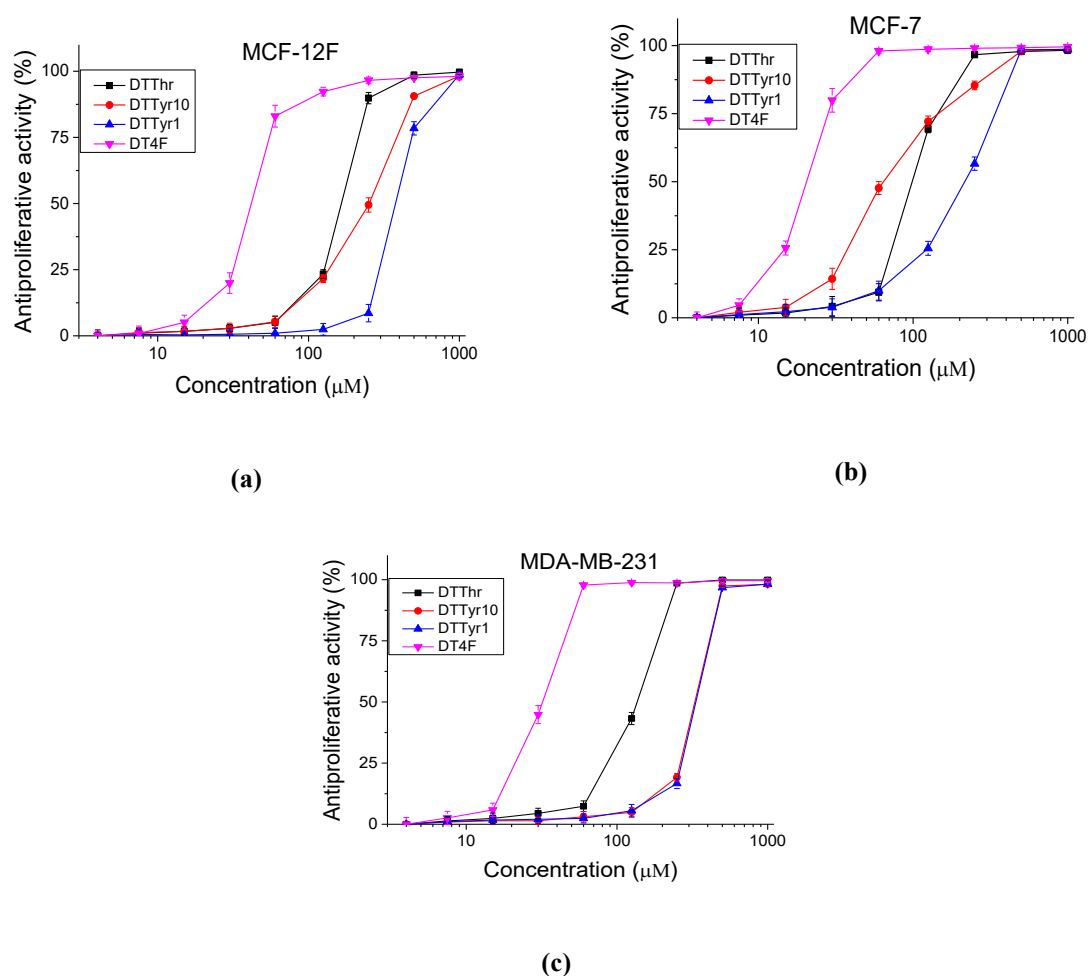 MCF-12F
Antiproliferative activity (%)
100
75
50
25
0
DTThr
DTTyr10
DTTyr1
DT4F
10
100
1000
Concentration (μM)
(a)
MCF-7
Antiproliferative activity (%)
100
75
50
25
0
DTThr
DTTyr10
DTTyr1
DT4F
10
100
1000
Concentration (μM)
(b)
MDA-MB-231
Antiproliferative activity (%)
100
75
50
25
0
DTThr
DTTyr10
DTTyr1
DT4F
10
100
1000
Concentration (μM)
(c)